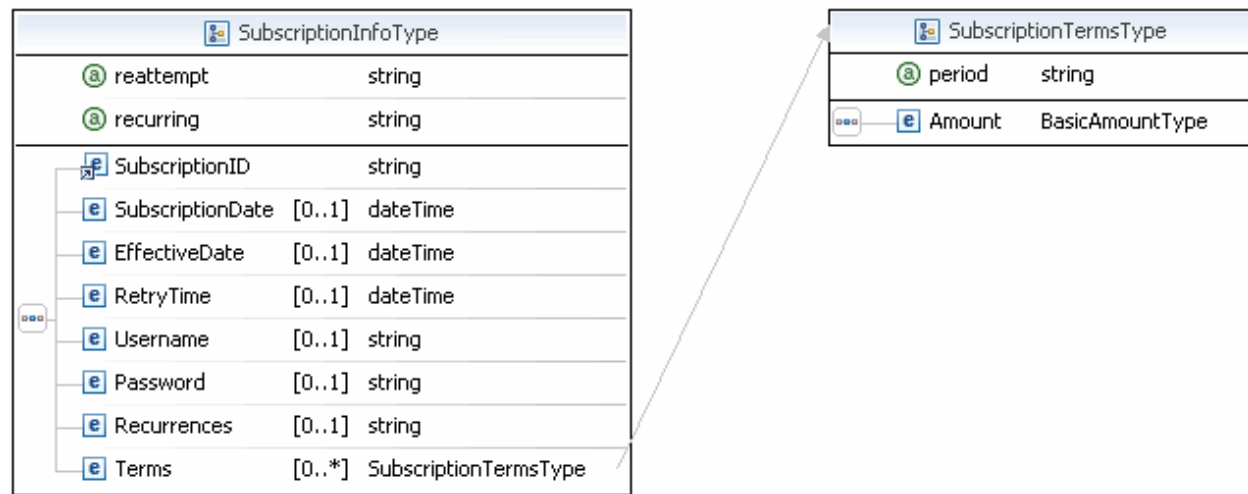 SubscriptionInfoType
a reattempt string
a recurring string
e SubscriptionID string
e SubscriptionDate [0..1] dateTime
e EffectiveDate [0..1] dateTime
e RetryTime [0..1] dateTime
e Username [0..1] string
e Password [0..1] string
e Recurrences [0..1] string
e Terms [0..*] SubscriptionTermsType
SubscriptionTermsType
a period string
e Amount BasicAmountType